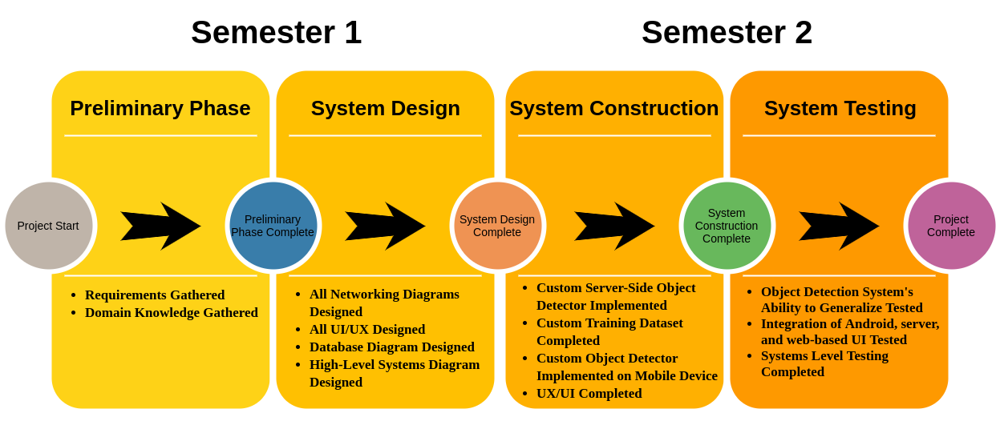 Semester 1
Semester 2
Preliminary Phase
System Design
System Construction
System Testing
Project Start
Preliminary
Phase Complete
System Design
Complete
System
Construction
Complete
Project
Complete
• Requirements Gathered
• Domain Knowledge Gathered
• All Networking Diagrams
Designed
• All UI/UX Designed
• Database Diagram Designed
• High-Level Systems Diagram
Designed
• Custom Server-Side Object
Detector Implemented
• Custom Training Dataset
Completed
• Custom Object Detector
Implemented on Mobile Device
• UX/UI Completed
• Object Detection System's
Ability to Generalize Tested
• Integration of Android, server,
and web-based UI Tested
• Systems Level Testing
Completed